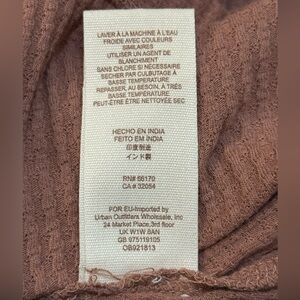 LAVER À LA MACHINE À L'EAU
FROIDE AVEC COULEURS
SIMILAIRES
UTILISER UN AGENT DE
BLANCHIMENT
SANS CHLORE SI NÉCESSAIRE
SECHER PAR CULBUTAGE À
BASSE TEMPÉRATURE
REPASSER, AU BESOIN, À TRÈS
BASSE TEMPÉRATURE
PEUT-ÊTRE ÊTRE NETTOYÉE SEC
HECHO EN INDIA
FEITO EM ÍNDIA
印度制造
インド製
RN# 66170
CA # 32054
FOR EU-Imported by
Urban Outfitters Wholesale, Inc
24 Market Place,3rd floor
UK W1W 8AN
GB 975119105
OB921813